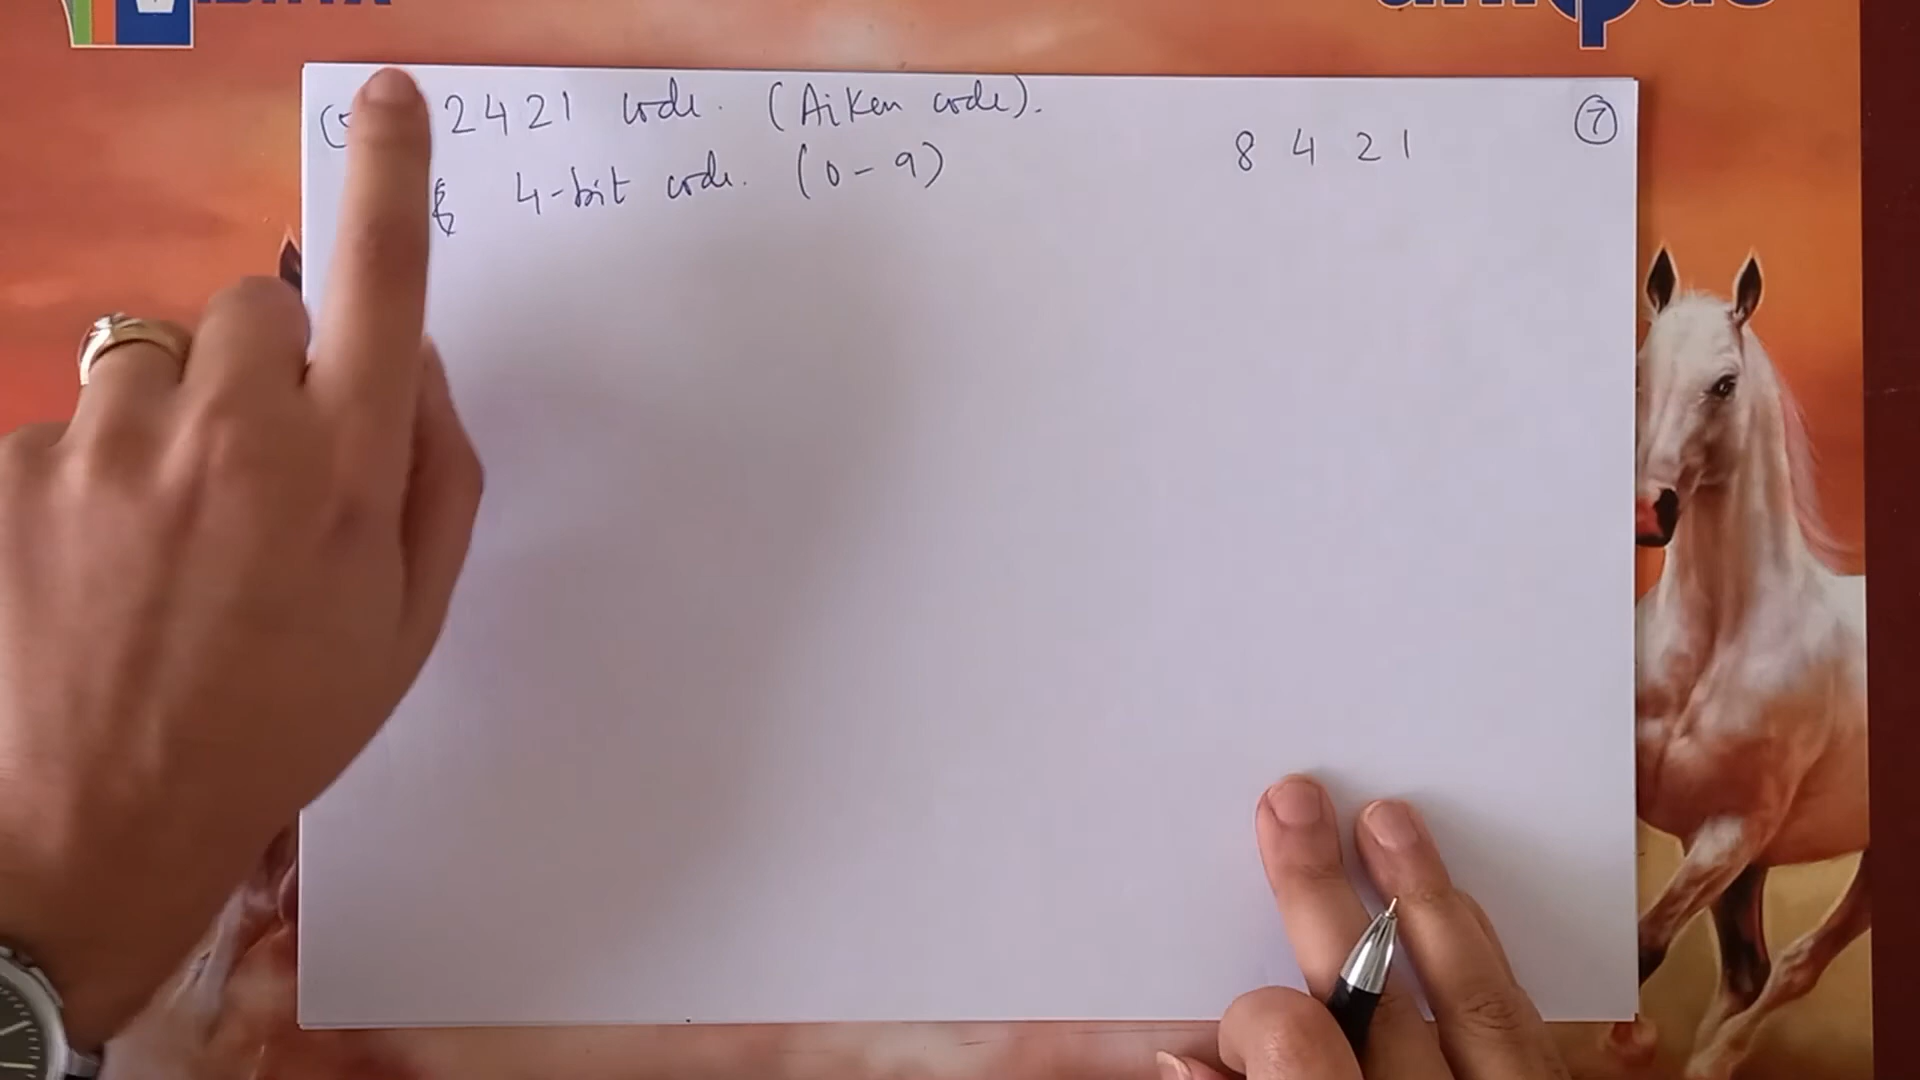 2421 code. (Aiken code).
8 4 2 1
7
4-bit code. (0-9)